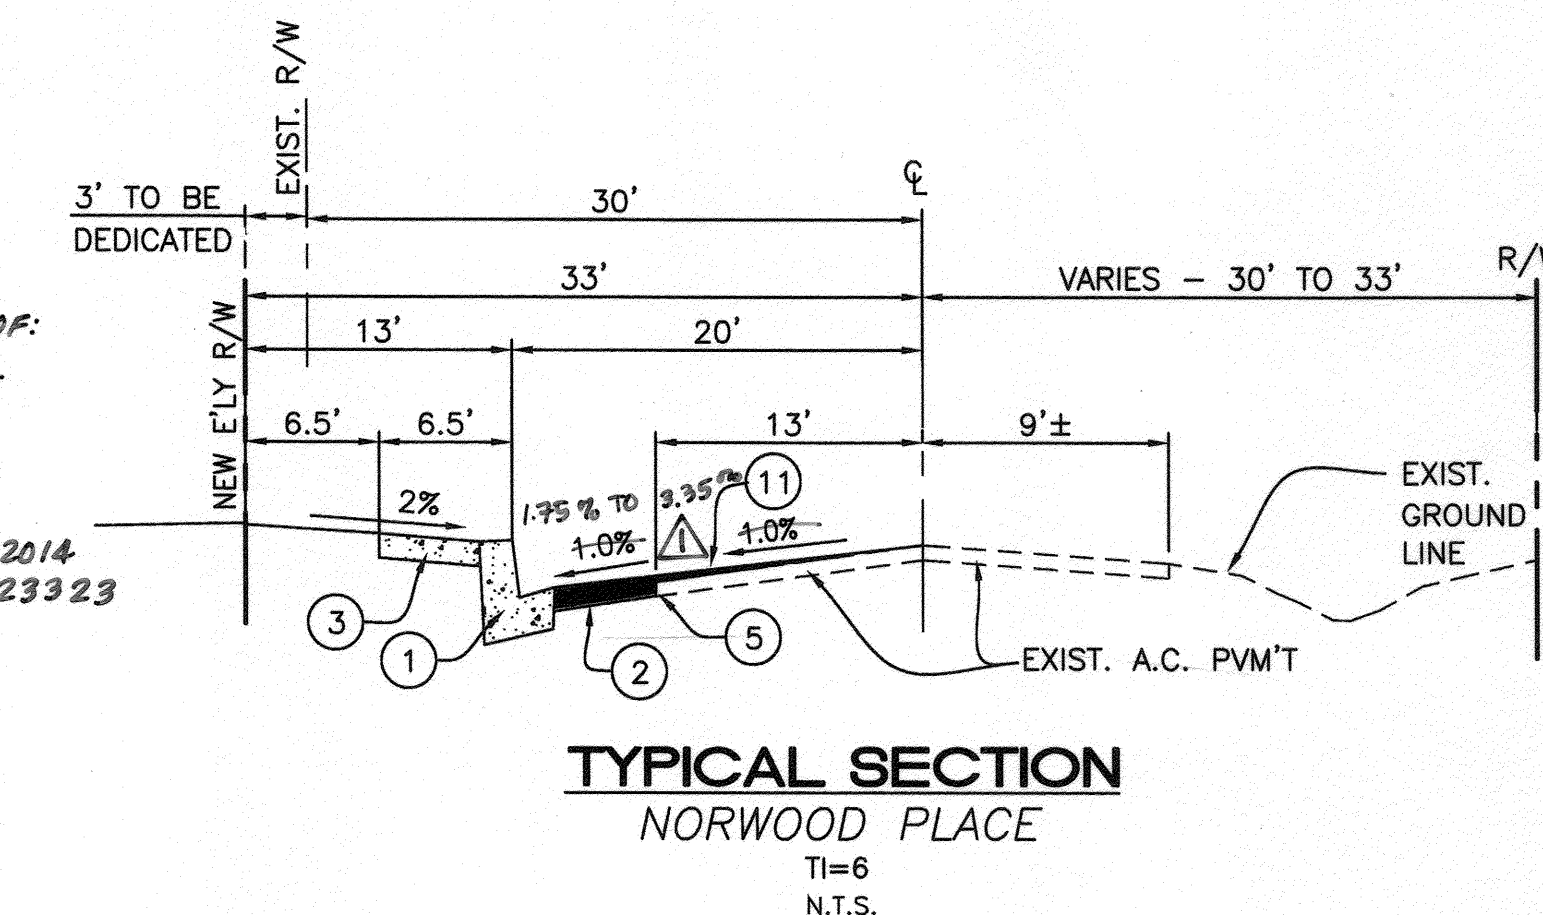 EXIST. R/W
℄
3' TO BE
DEDICATED
30'
33'
VARIES - 30' TO 33'
OF:
NEW E'LY R/W
13'
20'
6.5'
6.5'
13'
9'±
2%
1.75% TO 3.35%
11
1.0%
1
1.0%
EXIST.
GROUND
LINE
2014
23323
3
1
2
5
EXIST. A.C. PVM'T
TYPICAL SECTION
NORWOOD PLACE
TI=6
N.T.S.